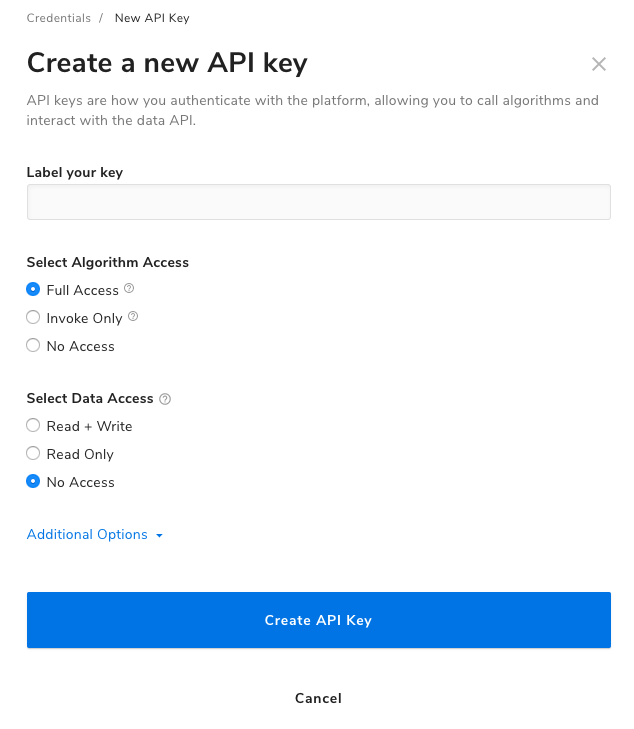 Credentials / New API Key
Create a new API key
API keys are how you authenticate with the platform, allowing you to call algorithms and
interact with the data API.
Label your key
Select Algorithm Access
Full Access ?
Invoke Only ?
No Access
Select Data Access ?
Read + Write
Read Only
No Access
Additional Options
Create API Key
Cancel